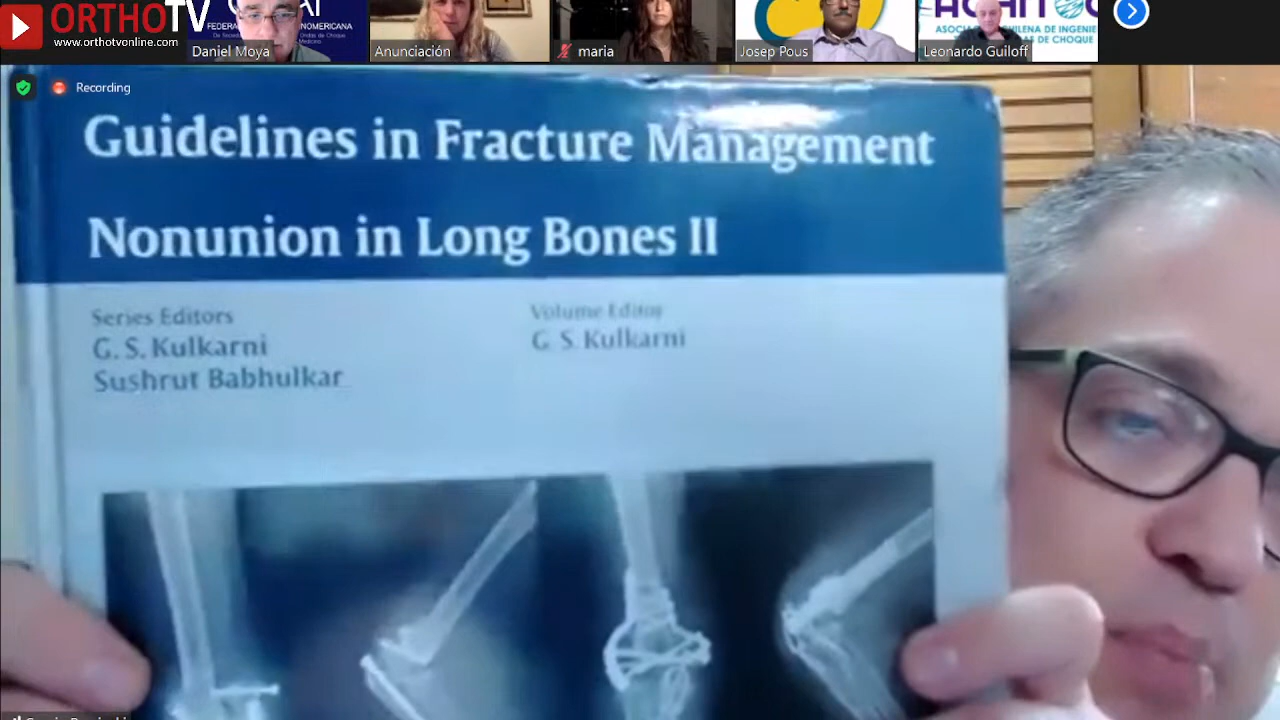 ORTHOTV
www.orthotvonline.com
Daniel Moya
Anunciación
maria
Josep Pous
Leonardo Guiloff
Recording
Guidelines in Fracture Management
Nonunion in Long Bones II
Series Editors
G. S. Kulkarni
Sushrut Babhulkar
Volume Editor
G. S. Kulkarni